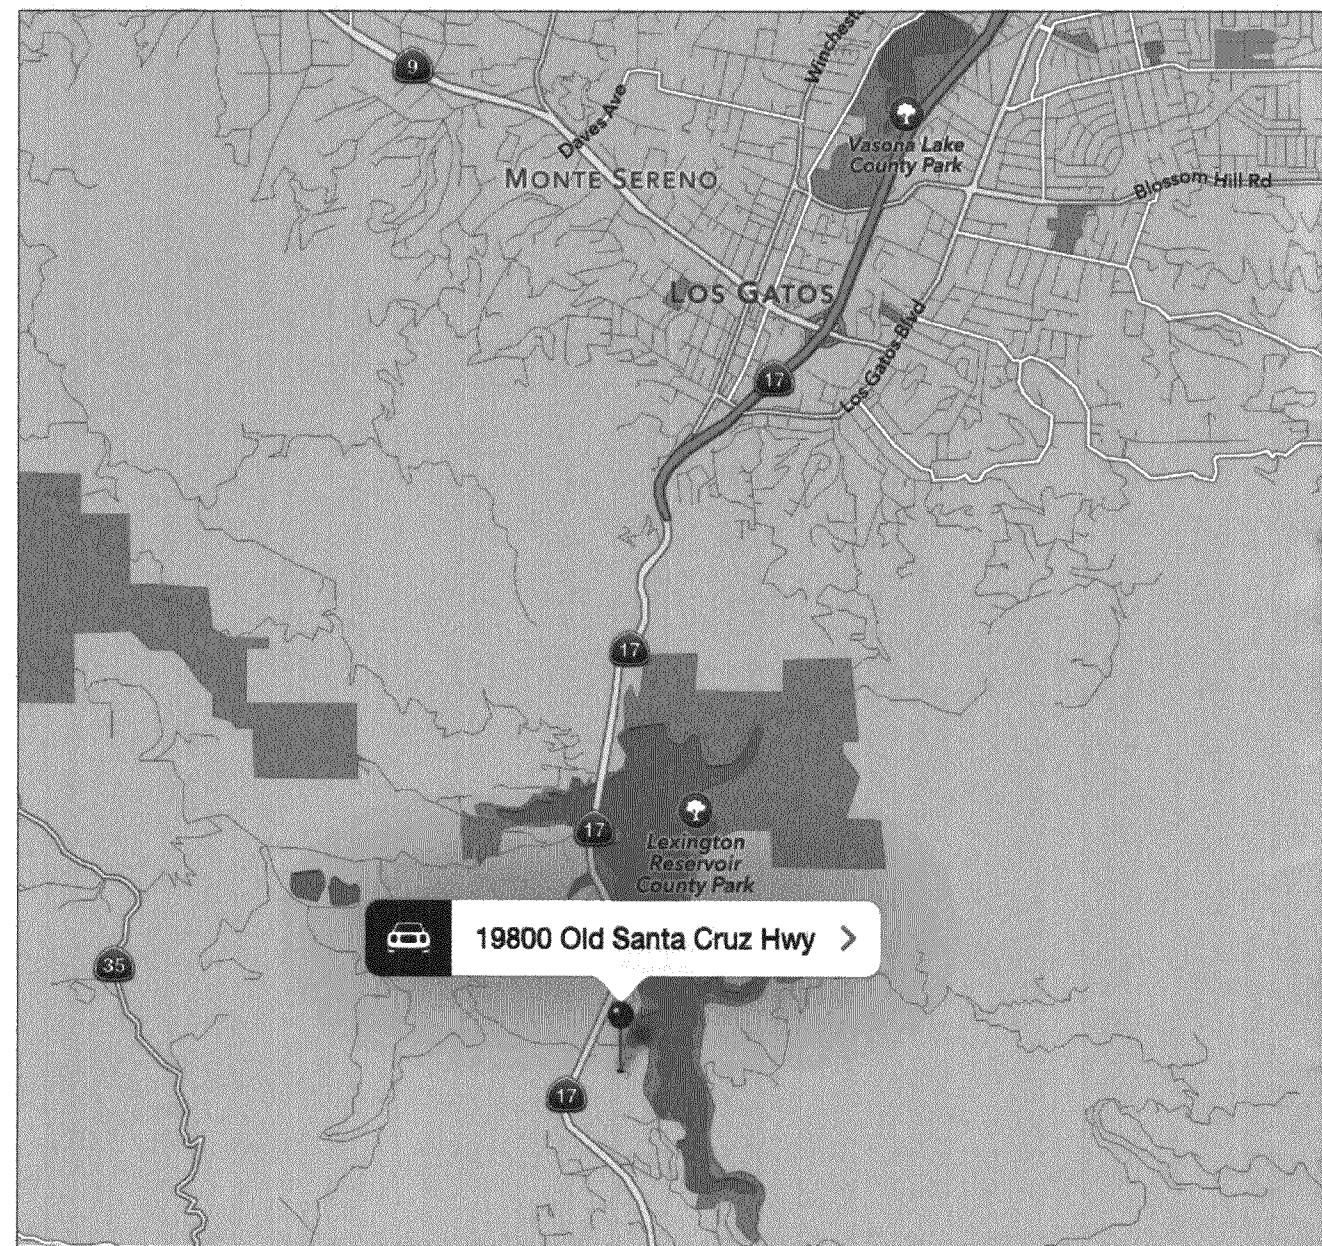 9
Winchest
Daves Ave
Vasona Lake
County Park
MONTE SERENO
Blossom Hill Rd
LOS GATOS
Los Gatos Blvd
17
17
17
Lexington
Reservoir
County Park
19800 Old Santa Cruz Hwy
35
17